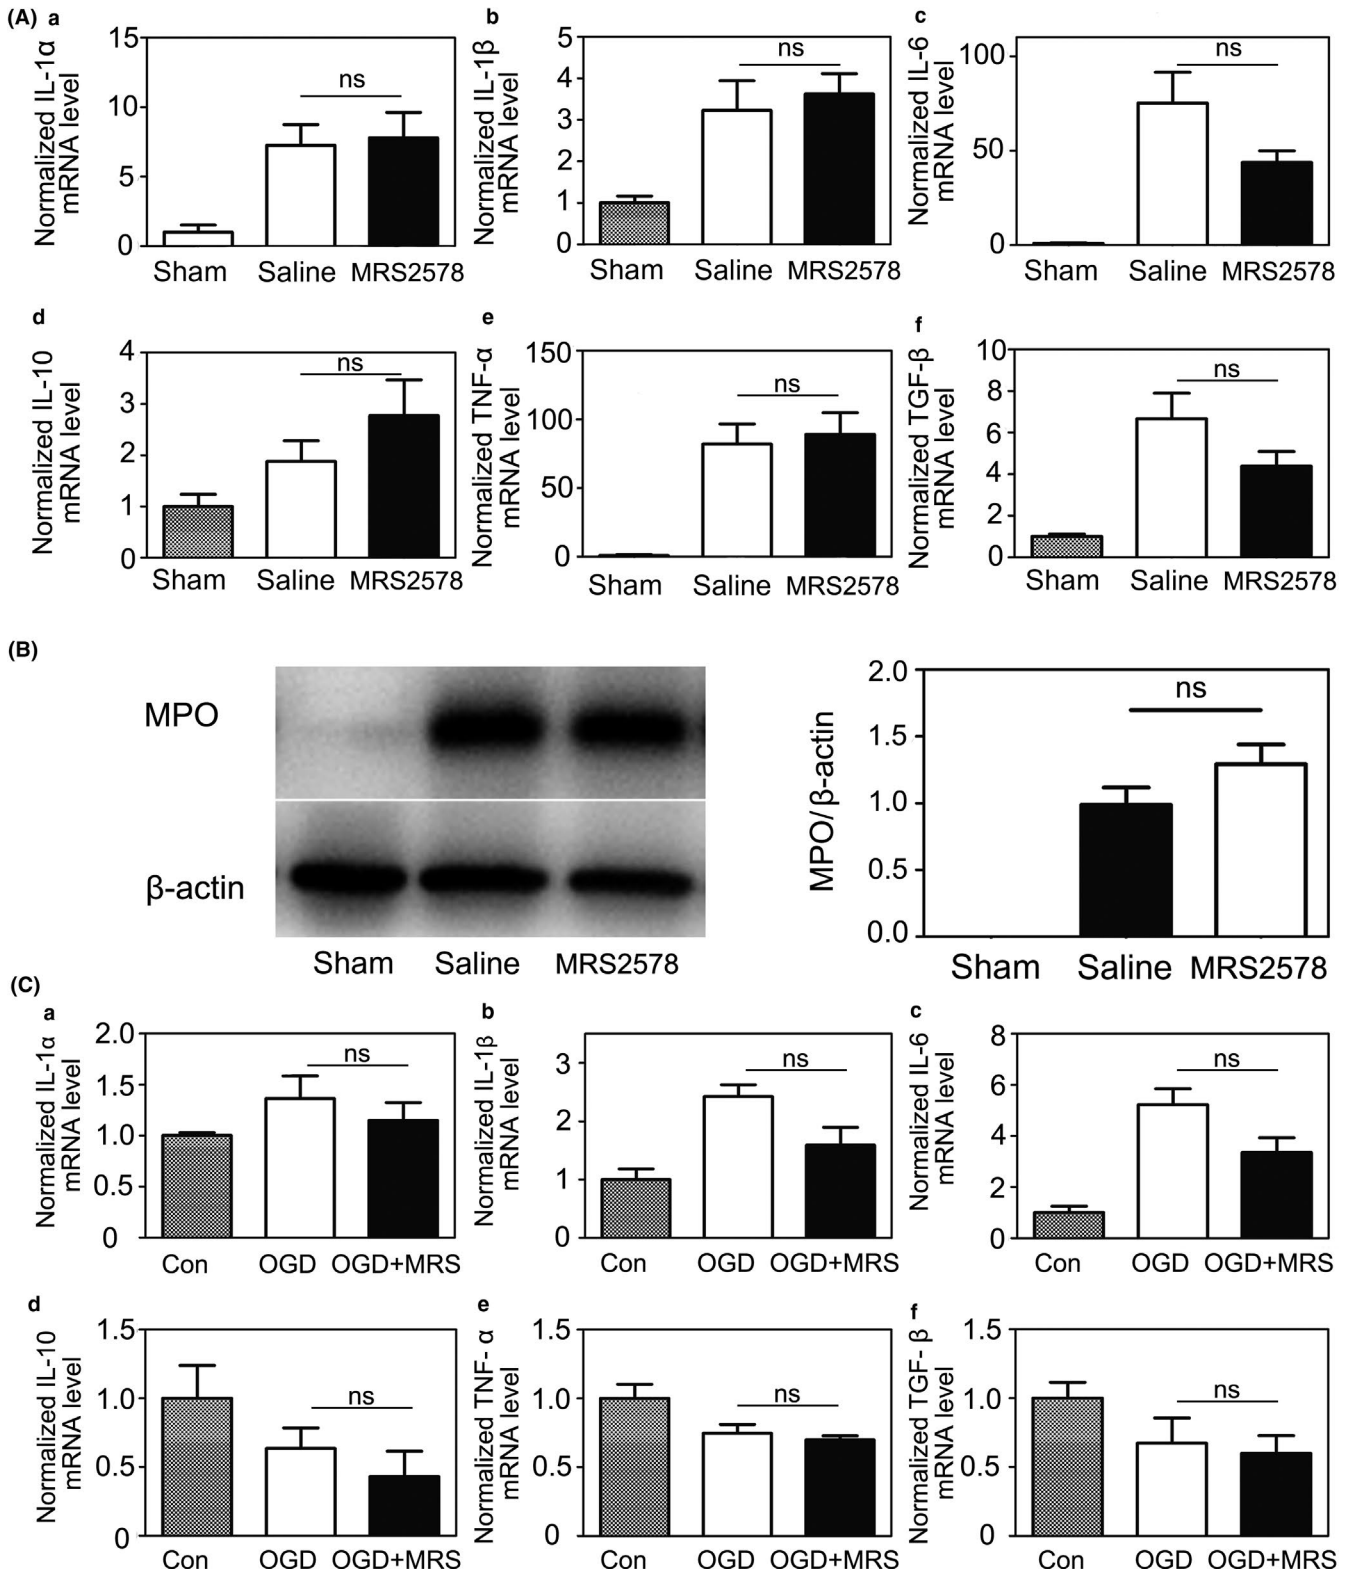 (A) a
Normalized IL-1α
mRNA level
15
10
5
0
ns
Sham Saline MRS2578
b
Normalized IL-1β
mRNA level
5
4
3
2
1
0
ns
Sham Saline MRS2578
c
Normalized IL-6
mRNA level
100
50
0
ns
Sham Saline MRS2578
d
Normalized IL-10
mRNA level
4
3
2
1
0
ns
Sham Saline MRS2578
e
Normalized TNF-α
mRNA level
150
100
50
0
ns
Sham Saline MRS2578
f
Normalized TGF-β
mRNA level
10
8
6
4
2
0
ns
Sham Saline MRS2578
(B)
MPO
β-actin
Sham Saline MRS2578
MPO/β-actin
2.0
1.5
1.0
0.5
0.0
ns
Sham Saline MRS2578
(C)
a
Normalized IL-1α
mRNA level
2.0
1.5
1.0
0.5
0
ns
Con OGD OGD+MRS
b
Normalized IL-1β
mRNA level
3
2
1
0
ns
Con OGD OGD+MRS
c
Normalized IL-6
mRNA level
8
6
4
2
0
ns
Con OGD OGD+MRS
d
Normalized IL-10
mRNA level
1.5
1.0
0.5
0
ns
Con OGD OGD+MRS
e
Normalized TNF- α
mRNA level
1.5
1.0
0.5
0
ns
Con OGD OGD+MRS
f
Normalized TGF- β
mRNA level
1.5
1.0
0.5
0
ns
Con OGD OGD+MRS